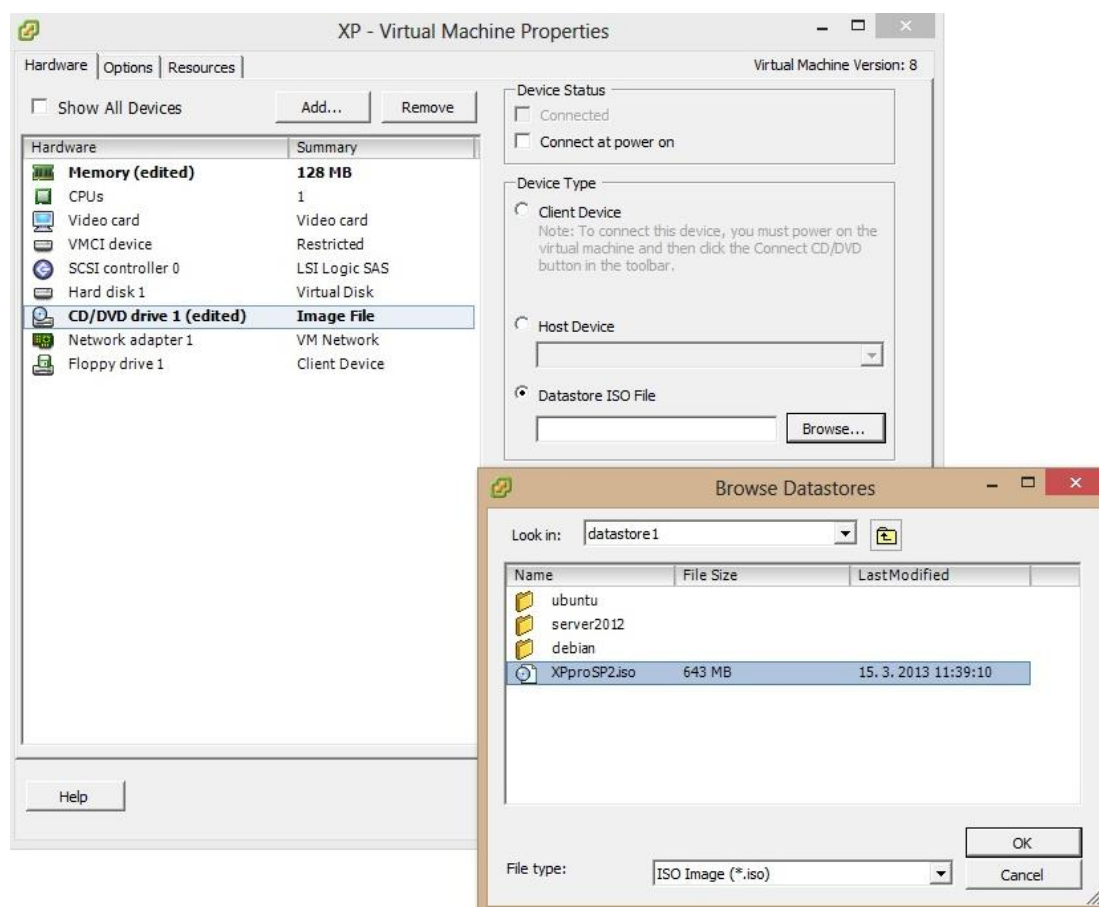 XP - Virtual Machine Properties
Hardware Options Resources
Virtual Machine Version: 8
Show All Devices
Add...
Remove
Hardware Summary
Memory (edited) 128 MB
CPUs 1
Video card Video card
VMCI device Restricted
SCSI controller 0 LSI Logic SAS
Hard disk 1 Virtual Disk
CD/DVD drive 1 (edited) Image File
Network adapter 1 VM Network
Floppy drive 1 Client Device
Help
Device Status
Connected
Connect at power on
Device Type
Client Device
Note: To connect this device, you must power on the
virtual machine and then click the Connect CD/DVD
button in the toolbar.
Host Device
Datastore ISO File
Browse...
Browse Datastores
Look in: datastore1
Name File Size LastModified
ubuntu
server2012
debian
XPproSP2.iso 643 MB 15. 3. 2013 11:39:10
OK
File type: ISO Image (*.iso)
Cancel